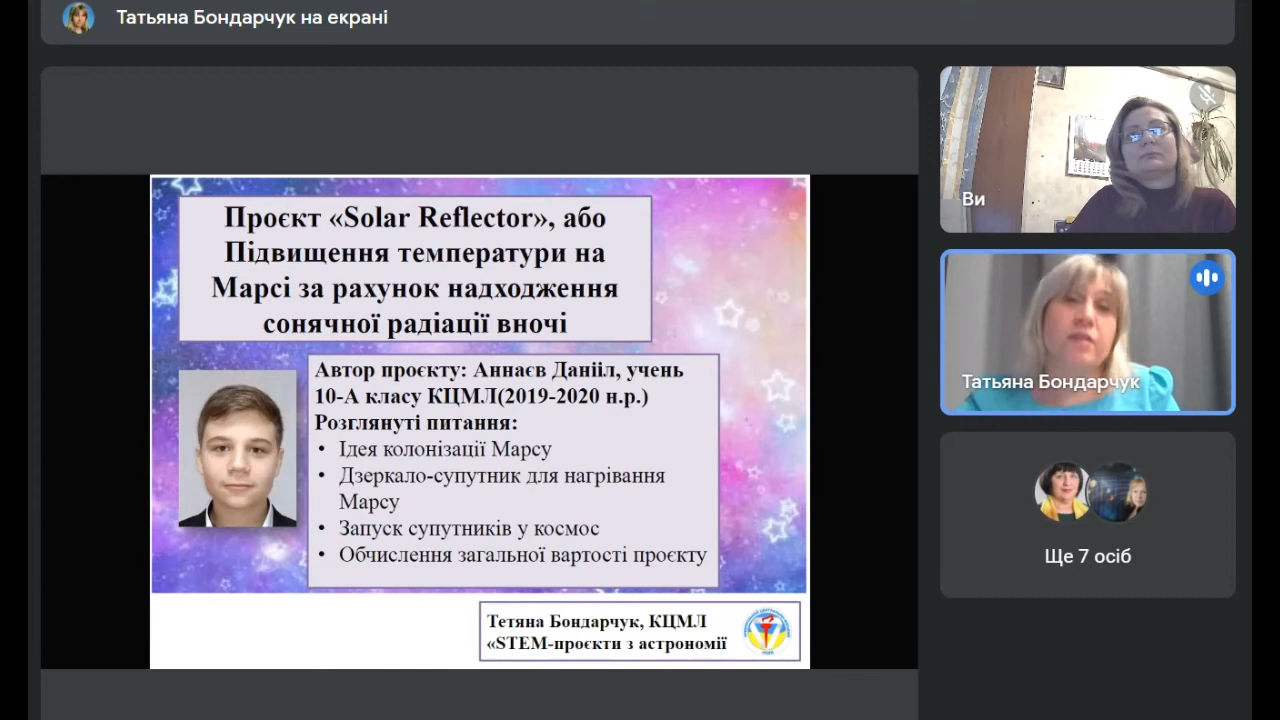 Татьяна Бондарчук на екрані
Проєкт «Solar Reflector», або
Підвищення температури на
Марсі за рахунок надходження
сонячної радіації вночі
Автор проєкту: Аннаєв Данііл, учень
10-А класу КЦМЛ(2019-2020 н.р.)
Розглянуті питання:
• Ідея колонізації Марсу
• Дзеркало-супутник для нагрівання
Марсу
• Запуск супутників у космос
• Обчислення загальної вартості проєкту
Тетяна Бондарчук, КЦМЛ
«STEM-проєкти з астрономії
Ви
Татьяна Бондарчук
Ще 7 осіб